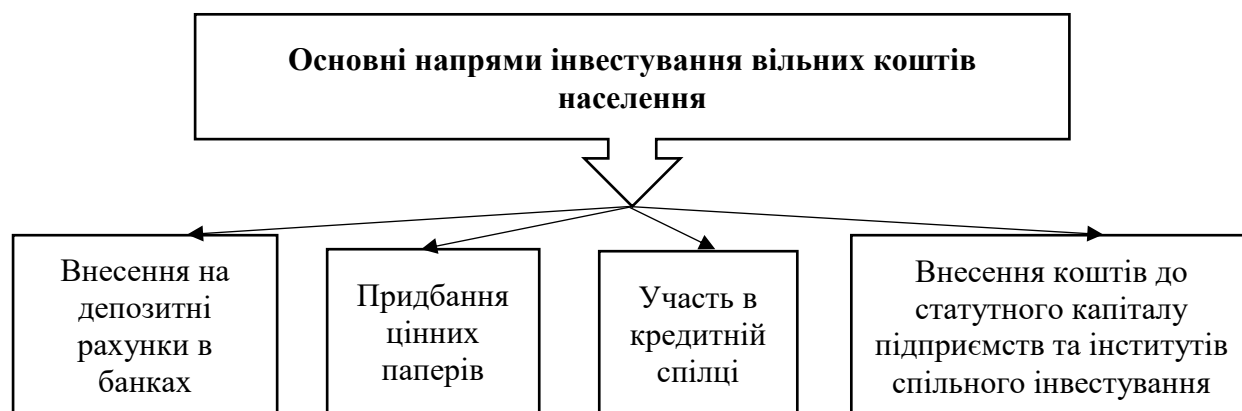 Основні напрями інвестування вільних коштів
населення
Внесення на
депозитні
рахунки в
банках
Придбання
цінних
паперів
Участь в
кредитній
спілці
Внесення коштів до
статутного капіталу
підприємств та інститутів
спільного інвестування